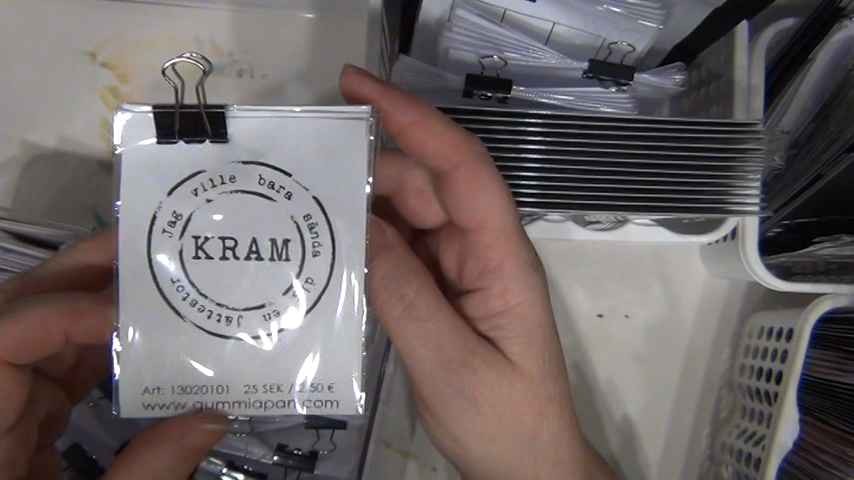 Jag ville bara sända dig en jättestor
KRAM
Art: 13020101 25 SEK / 2.50 €
www.gummiapan.com